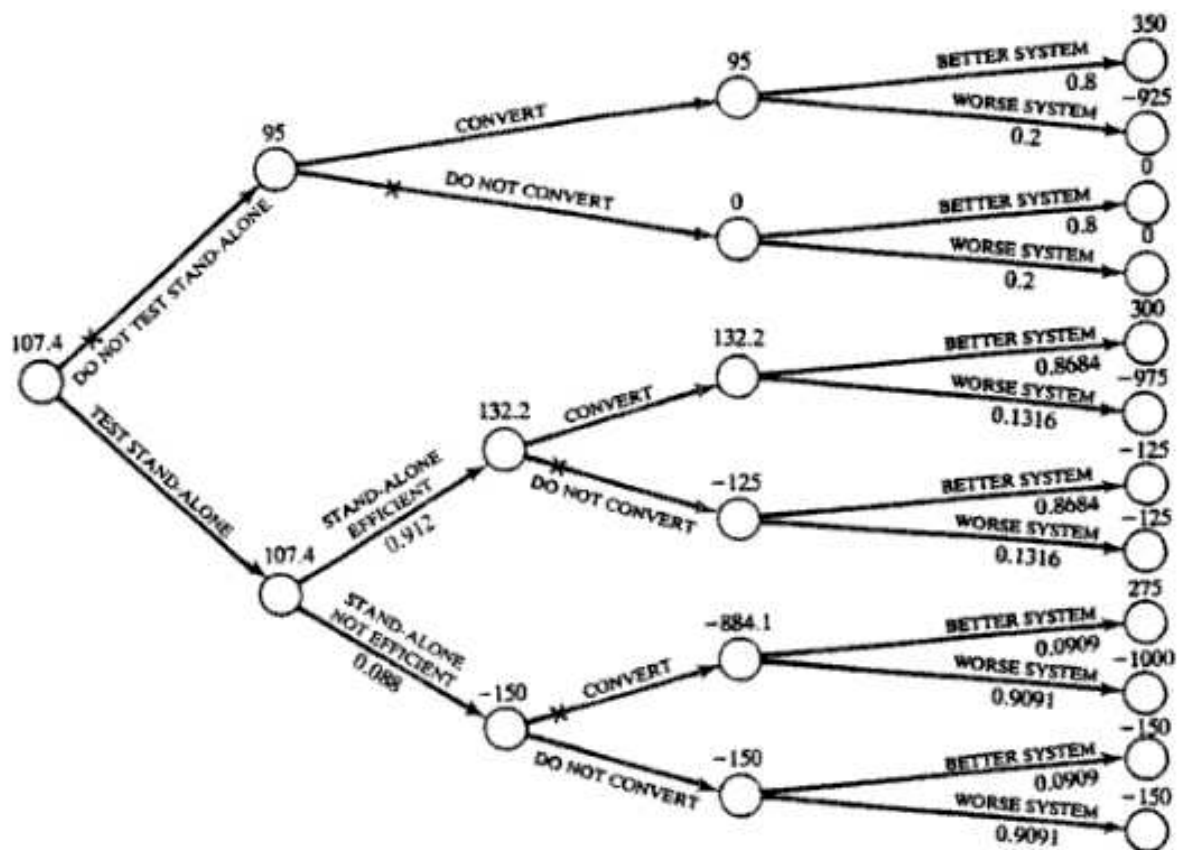 350
BETTER SYSTEM
0.8
95
-925
WORSE SYSTEM
0.2
CONVERT
95
0
DO NOT CONVERT
BETTER SYSTEM
0.8
0
0
WORSE SYSTEM
0.2
DO NOT TEST STAND-ALONE
107.4
300
BETTER SYSTEM
0.8684
132.2
-975
WORSE SYSTEM
0.1316
CONVERT
132.2
-125
DO NOT CONVERT
BETTER SYSTEM
0.8684
-125
-125
WORSE SYSTEM
0.1316
TEST STAND-ALONE
STAND-ALONE
EFFICIENT
0.912
107.4
275
BETTER SYSTEM
0.0909
-884.1
-1000
WORSE SYSTEM
0.9091
STAND-ALONE
NOT EFFICIENT
0.088
CONVERT
-150
-150
DO NOT CONVERT
BETTER SYSTEM
0.0909
-150
-150
WORSE SYSTEM
0.9091